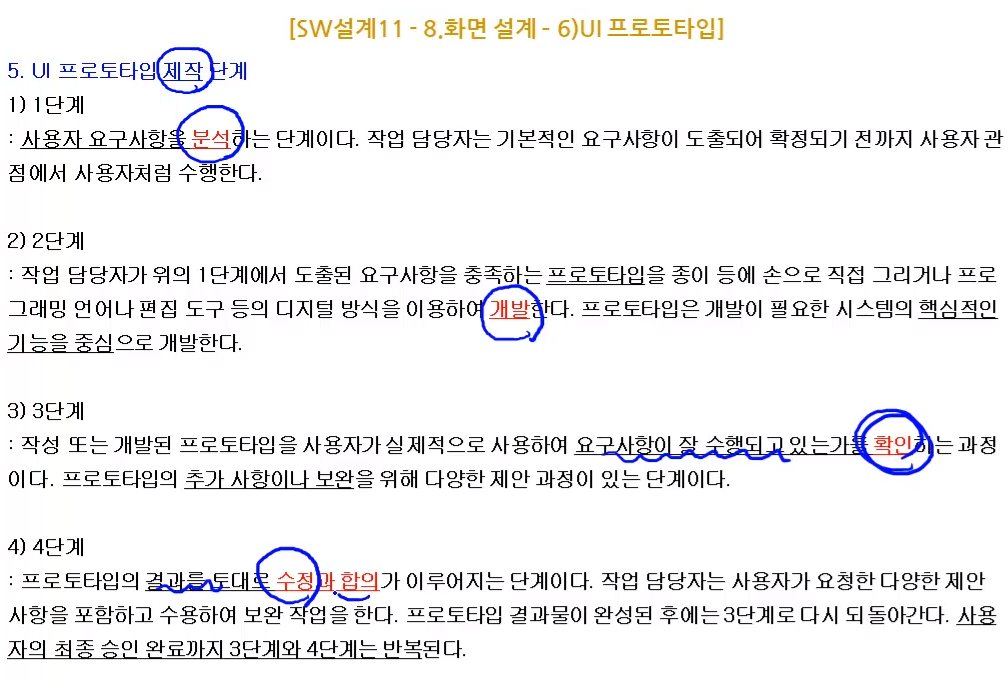 [SW설계11 - 8.화면 설계 - 6)UI 프로토타입]
5. UI 프로토타입 제작 단계
1) 1단계
: 사용자 요구사항을 분석하는 단계이다. 작업 담당자는 기본적인 요구사항이 도출되어 확정되기 전까지 사용자 관
점에서 사용자처럼 수행한다.
2) 2단계
: 작업 담당자가 위의 1단계에서 도출된 요구사항을 충족하는 프로토타입을 종이 등에 손으로 직접 그리거나 프로
그래밍 언어나 편집 도구 등의 디지털 방식을 이용하여 개발한다. 프로토타입은 개발이 필요한 시스템의 핵심적인
기능을 중심으로 개발한다.
3) 3단계
: 작성 또는 개발된 프로토타입을 사용자가 실제적으로 사용하여 요구사항이 잘 수행되고 있는가를 확인하는 과정
이다. 프로토타입의 추가 사항이나 보완을 위해 다양한 제안 과정이 있는 단계이다.
4) 4단계
: 프로토타입의 결과를 토대로 수정과 합의가 이루어지는 단계이다. 작업 담당자는 사용자가 요청한 다양한 제안
사항을 포함하고 수용하여 보완 작업을 한다. 프로토타입 결과물이 완성된 후에는 3단계로 다시 되돌아간다. 사용
자의 최종 승인 완료까지 3단계와 4단계는 반복된다.